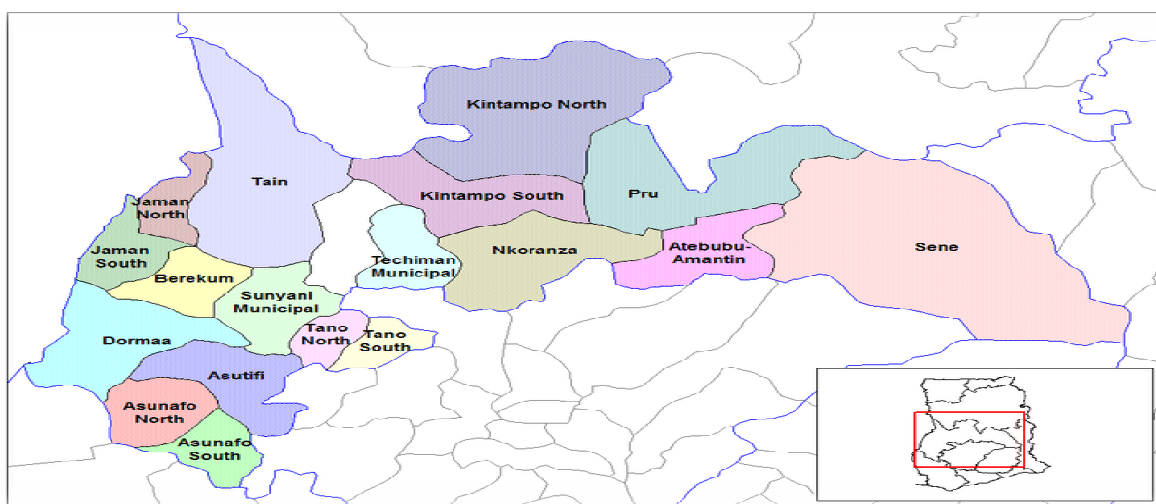 Kintampo North
Tain
Kintampo South
Pru
Jaman
North
Jaman
South
Nkoranza
Atebubu-
Amantin
Sene
Techiman
Municipal
Berekum
Sunyani
Municipal
Dormaa
Tano
North
Tano
South
Asutifi
Asunafo
North
Asunafo
South